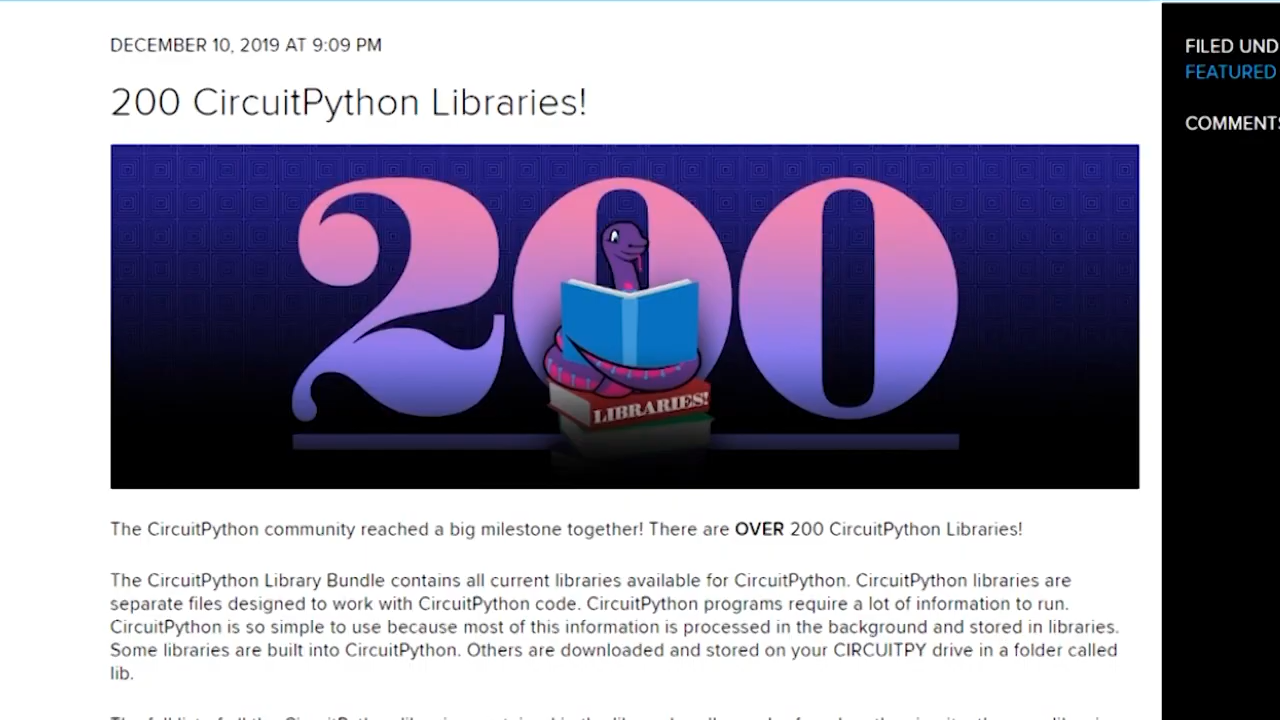 DECEMBER 10, 2019 AT 9:09 PM
200 CircuitPython Libraries!
200
LIBRARIES!
The CircuitPython community reached a big milestone together! There are OVER 200 CircuitPython Libraries!
The CircuitPython Library Bundle contains all current libraries available for CircuitPython. CircuitPython libraries are
separate files designed to work with CircuitPython code. CircuitPython programs require a lot of information to run.
CircuitPython is so simple to use because most of this information is processed in the background and stored in libraries.
Some libraries are built into CircuitPython. Others are downloaded and stored on your CIRCUITPY drive in a folder called
lib.
FILED UND
FEATURED
COMMENTS